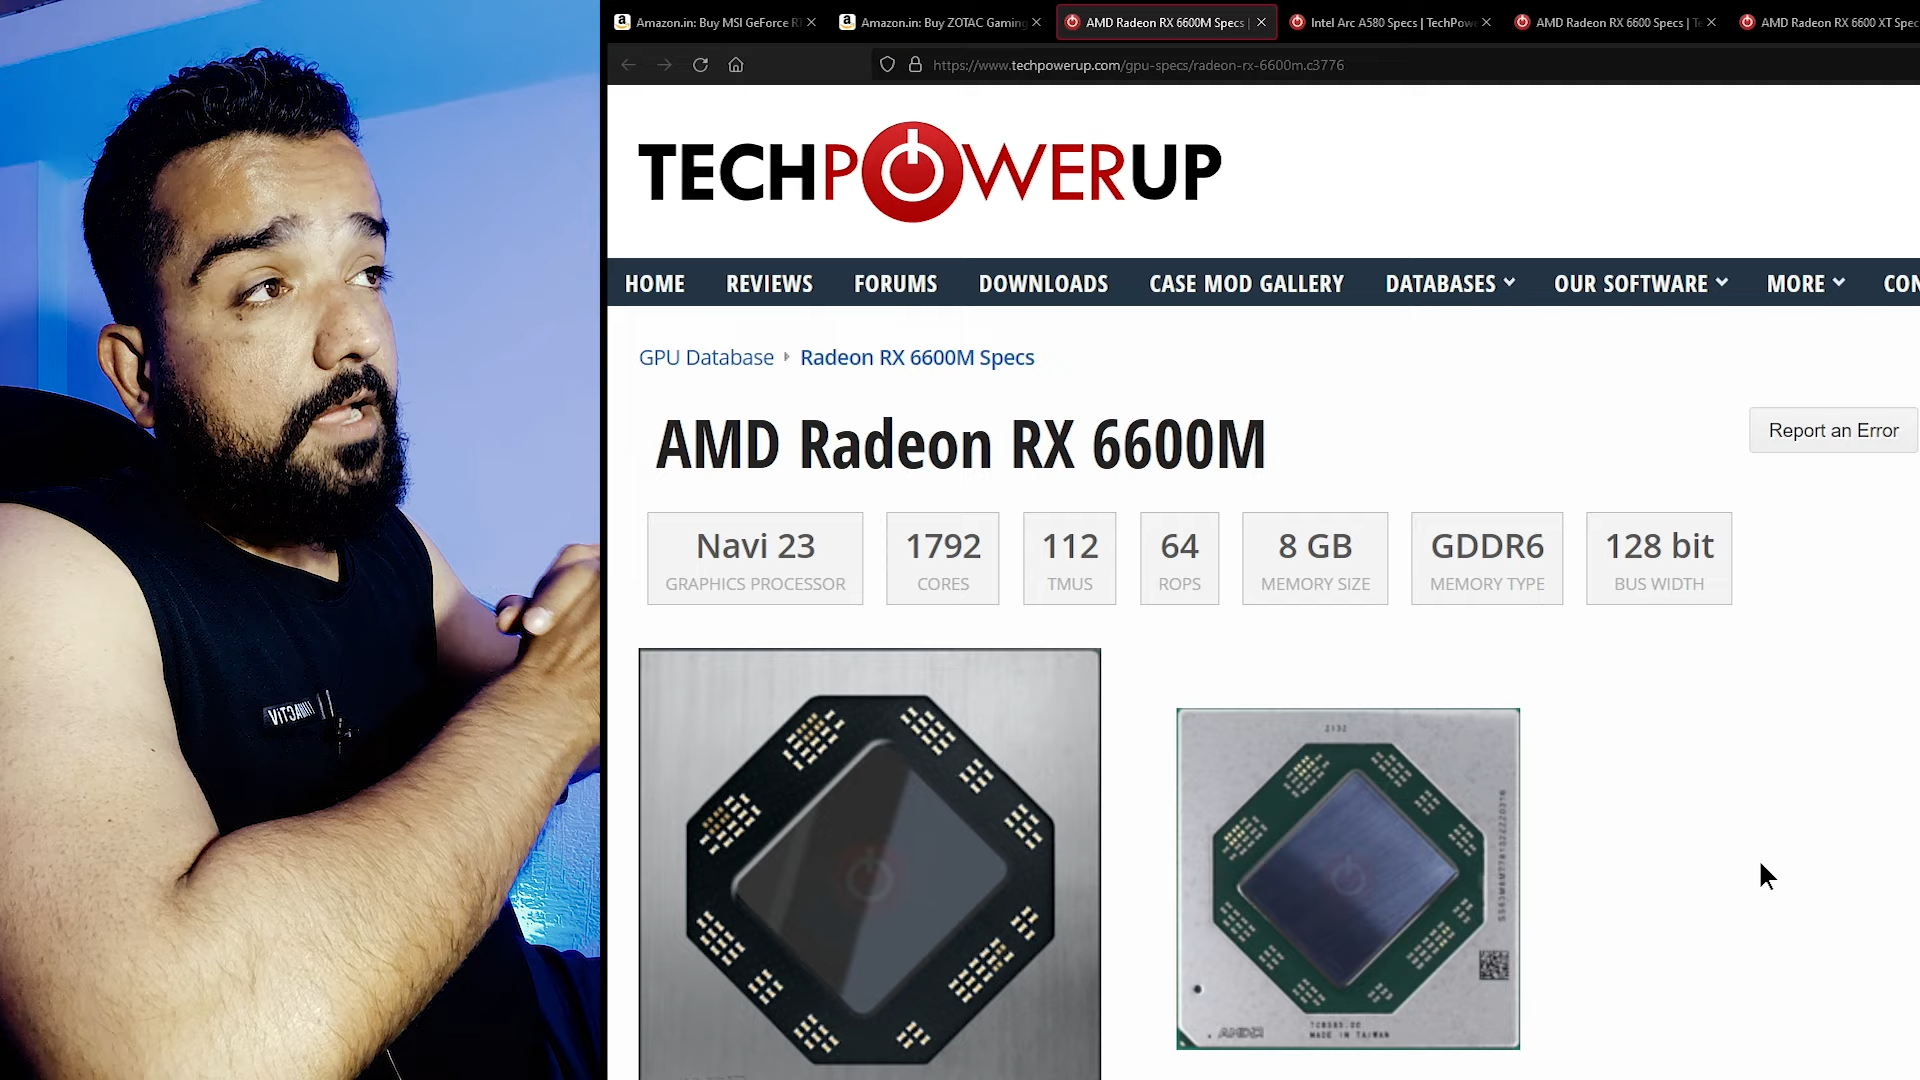 Amazon.in: Buy MSI GeForce R
Amazon.in: Buy ZOTAC Gaming
AMD Radeon RX 6600M Specs |
Intel Arc A580 Specs | TechPow
AMD Radeon RX 6600 Specs | Te
AMD Radeon RX 6600 XT Spec
https://www.techpowerup.com/gpu-specs/radeon-rx-6600m.c3776
TECHPOWERUP
HOME REVIEWS FORUMS DOWNLOADS CASE MOD GALLERY DATABASES OUR SOFTWARE MORE CON
GPU Database Radeon RX 6600M Specs
AMD Radeon RX 6600M
Report an Error
Navi 23 1792 112 64 8 GB GDDR6 128 bit
GRAPHICS PROCESSOR CORES TMUS ROPS MEMORY SIZE MEMORY TYPE BUS WIDTH
2132
AMD
MADE IN TAIWAN